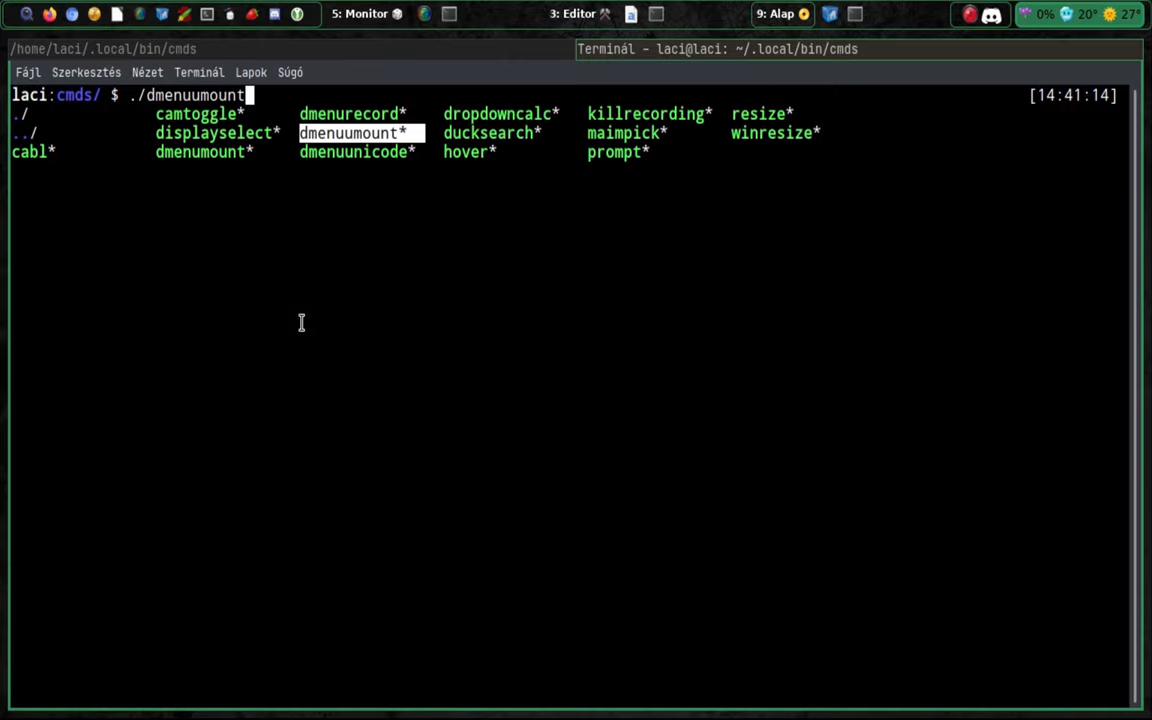 5: Monitor
3: Editor
9: Alap
0% 20° 27°
/home/laci/.local/bin/cmds
Terminál - laci@laci: ~/.local/bin/cmds
Fájl Szerkesztés Nézet Terminál Lapok Súgó
laci:cmds/ $ ./dmenuumount [14:41:14]
./ camtoggle* dmenurecord* dropdowncalc* killrecording* resize*
../ displayselect* dmenuumount* ducksearch* maimpick* winresize*
cabl* dmenumount* dmenuunicode* hover* prompt*